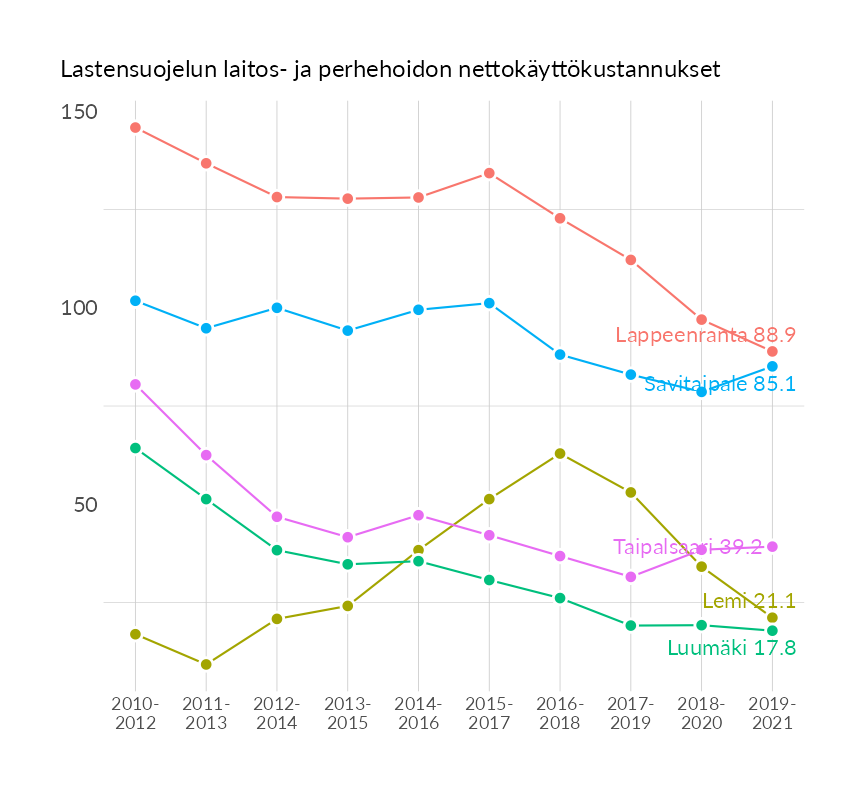 Lastensuojelun laitos- ja perhehoidon nettokäyttökustannukset
150
100
50
Lappeenranta 88.9
Savitaipale 85.1
Taipalsaari 39.2
Lemi 21.1
Luumäki 17.8
2010- 2011- 2012- 2013- 2014- 2015- 2016- 2017- 2018- 2019-
2012 2013 2014 2015 2016 2017 2018 2019 2020 2021